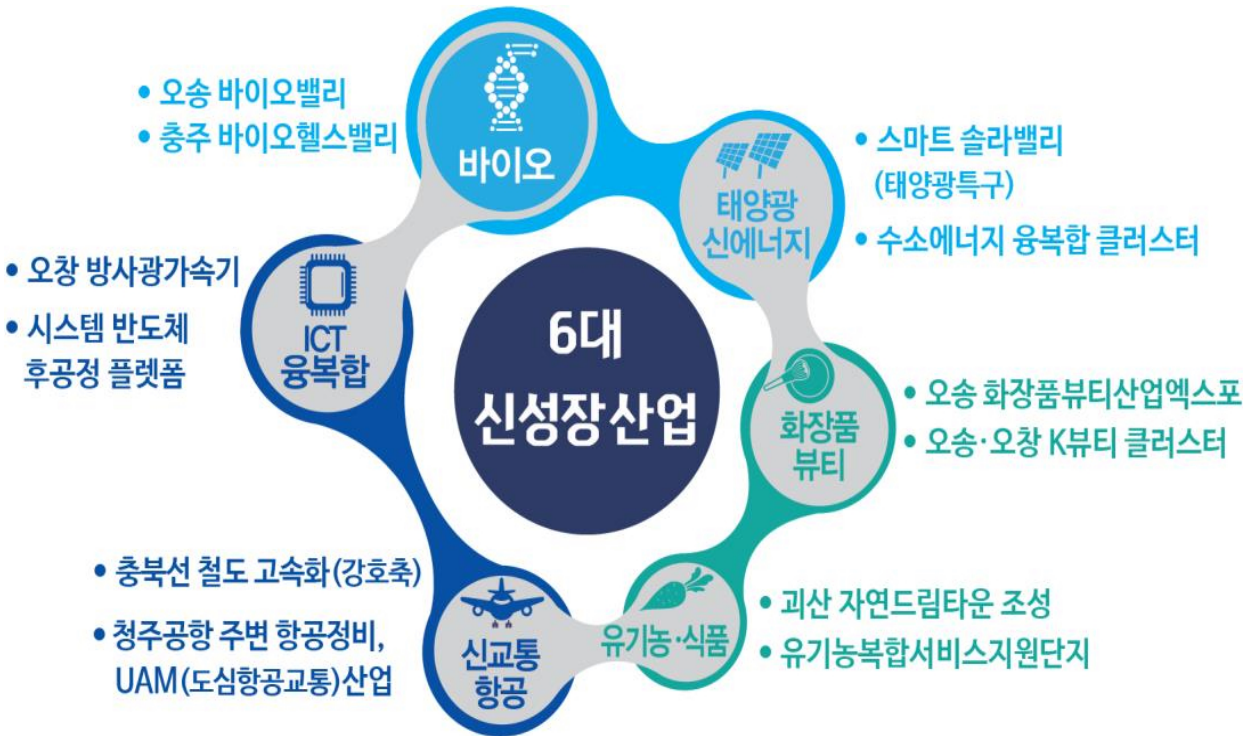 • 오송 바이오밸리
• 충주 바이오헬스밸리
바이오
태양광
신에너지
• 스마트 솔라밸리
(태양광특구)
• 수소에너지 융복합 클러스터
• 오창 방사광가속기
• 시스템 반도체
후공정 플렛폼
ICT
융복합
6대
신성장산업
화장품
뷰티
• 오송 화장품뷰티산업엑스포
• 오송·오창 K뷰티 클러스터
• 충북선 철도 고속화(강호축)
• 청주공항 주변 항공정비,
UAM(도심항공교통)산업
신교통
항공
유기농·식품
• 괴산 자연드림타운 조성
• 유기농복합서비스지원단지